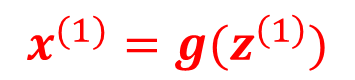 x⁽¹⁾ = g(z⁽¹⁾)